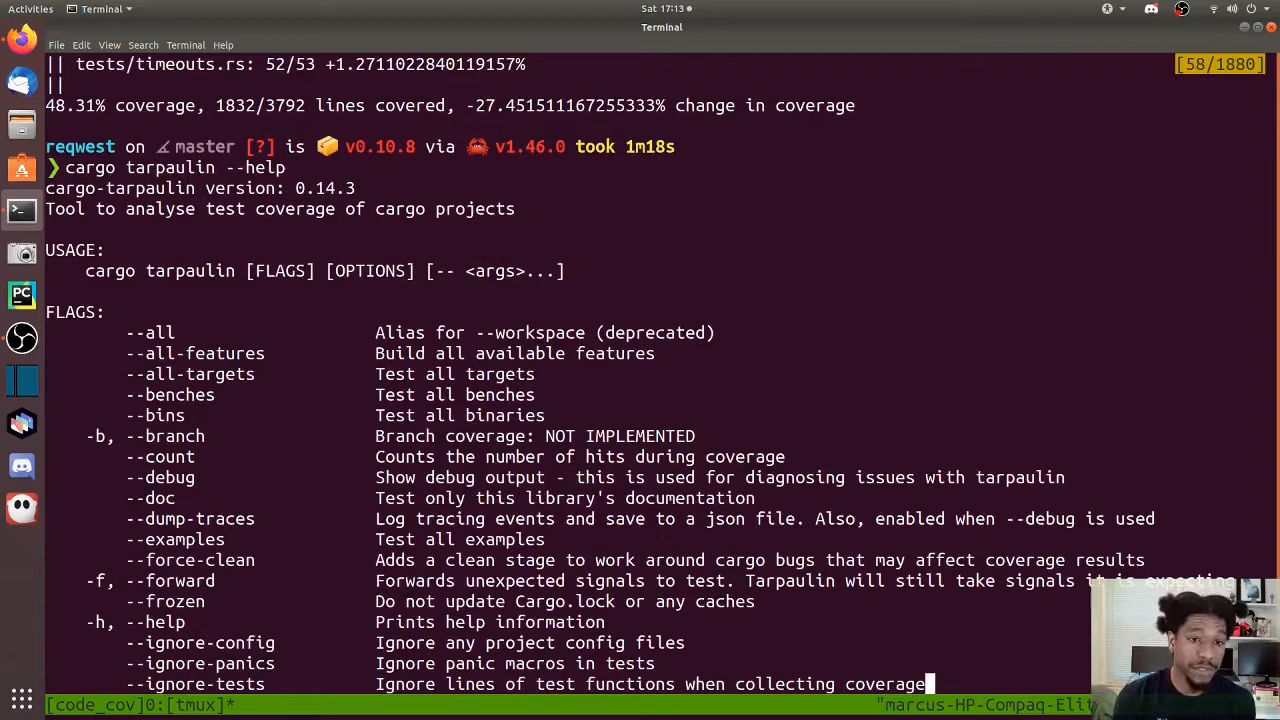 Activities
Terminal
Sat 17:13
Terminal
File Edit View Search Terminal Help
|| tests/timeouts.rs: 52/53 +1.2711022840119157%
[58/1880]
||
48.31% coverage, 1832/3792 lines covered, -27.451511167255333% change in coverage
reqwest on master [?] is v0.10.8 via v1.46.0 took 1m18s
❯ cargo tarpaulin --help
cargo-tarpaulin version: 0.14.3
Tool to analyse test coverage of cargo projects
USAGE:
cargo tarpaulin [FLAGS] [OPTIONS] [-- <args>...]
FLAGS:
--all Alias for --workspace (deprecated)
--all-features Build all available features
--all-targets Test all targets
--benches Test all benches
--bins Test all binaries
-b, --branch Branch coverage: NOT IMPLEMENTED
--count Counts the number of hits during coverage
--debug Show debug output - this is used for diagnosing issues with tarpaulin
--doc Test only this library's documentation
--dump-traces Log tracing events and save to a json file. Also, enabled when --debug is used
--examples Test all examples
--force-clean Adds a clean stage to work around cargo bugs that may affect coverage results
-f, --forward Forwards unexpected signals to test. Tarpaulin will still take signals it is expecting
--frozen Do not update Cargo.lock or any caches
-h, --help Prints help information
--ignore-config Ignore any project config files
--ignore-panics Ignore panic macros in tests
--ignore-tests Ignore lines of test functions when collecting coverage
[code_cov]0:[tmux]* "marcus-HP-Compaq-Elit
PC